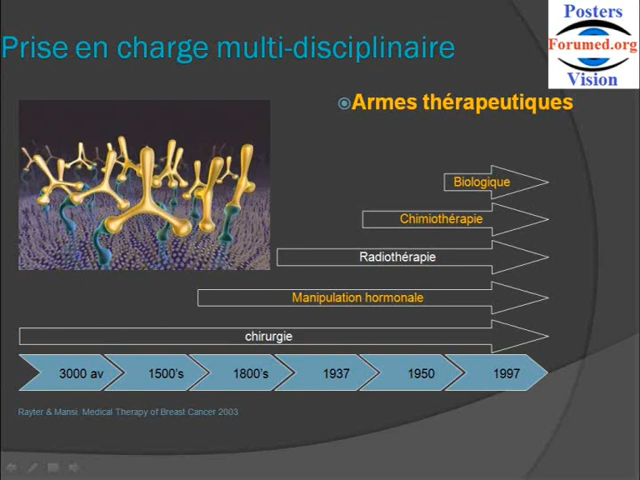 Prise en charge multi-disciplinaire
Posters
Forumed.org
Vision
Armes thérapeutiques
Biologique
Chimiothérapie
Radiothérapie
Manipulation hormonale
chirurgie
3000 av
1500's
1800's
1937
1950
1997
Rayter & Mansi. Medical Therapy of Breast Cancer 2003